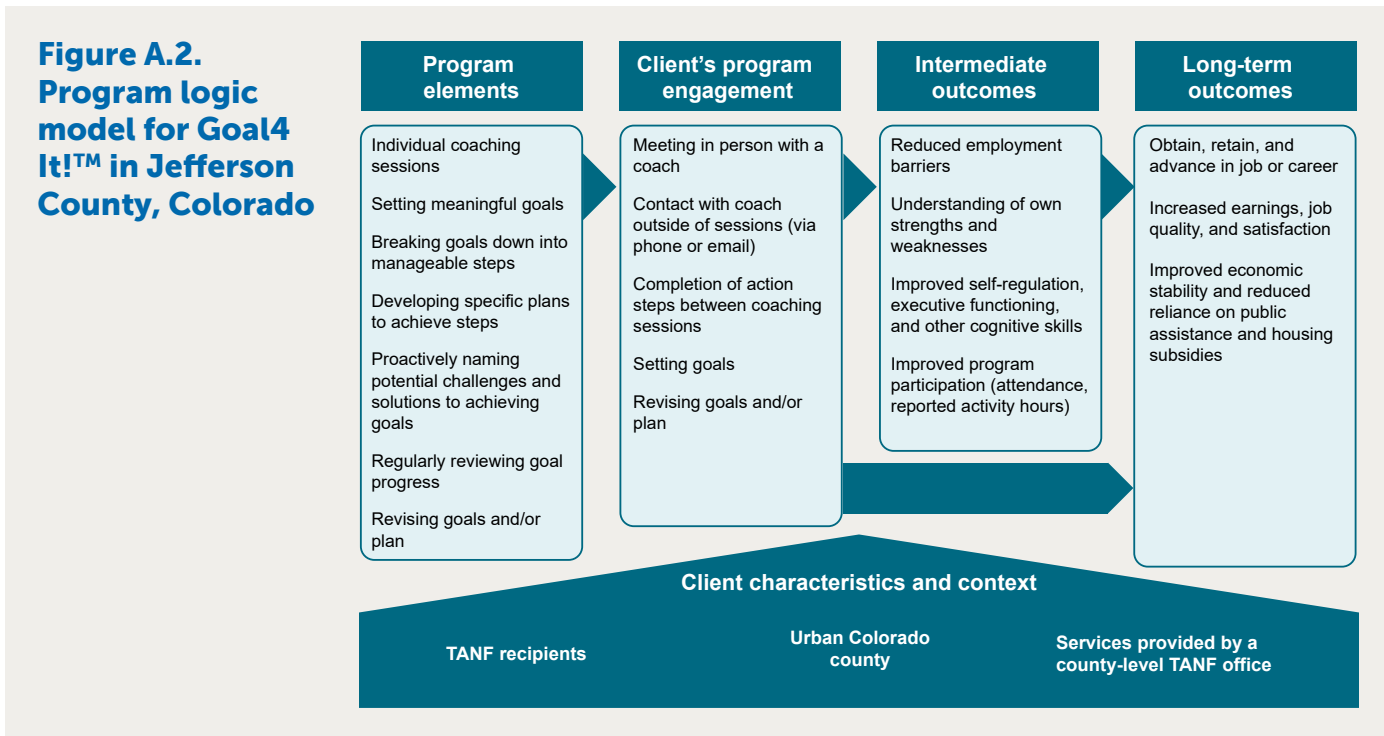 Figure A.2.
Program logic
model for Goal4
It!™ in Jefferson
County, Colorado
Program
elements
Individual coaching
sessions
Setting meaningful goals
Breaking goals down into
manageable steps
Developing specific plans
to achieve steps
Proactively naming
potential challenges and
solutions to achieving
goals
Regularly reviewing goal
progress
Revising goals and/or
plan
Client’s program
engagement
Meeting in person with a
coach
Contact with coach
outside of sessions (via
phone or email)
Completion of action
steps between coaching
sessions
Setting goals
Revising goals and/or
plan
Intermediate
outcomes
Reduced employment
barriers
Understanding of own
strengths and
weaknesses
Improved self-regulation,
executive functioning,
and other cognitive skills
Improved program
participation (attendance,
reported activity hours)
Long-term
outcomes
Obtain, retain, and
advance in job or career
Increased earnings, job
quality, and satisfaction
Improved economic
stability and reduced
reliance on public
assistance and housing
subsidies
Client characteristics and context
TANF recipients
Urban Colorado
county
Services provided by a
county-level TANF office